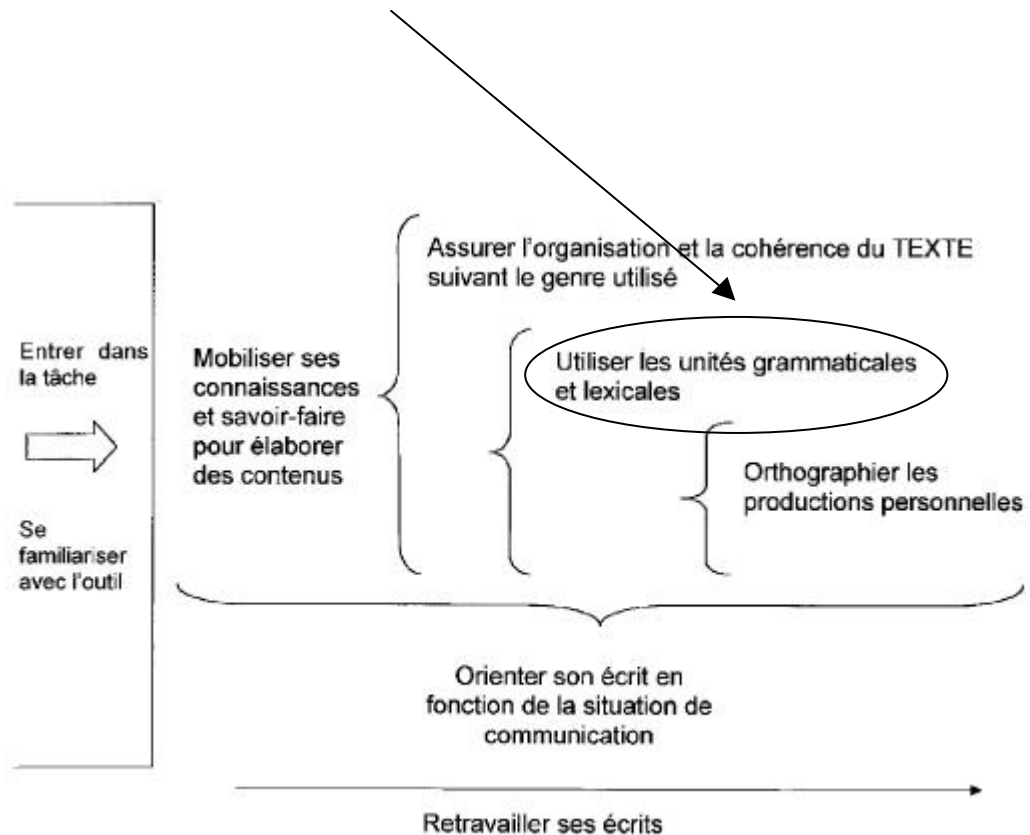 Entrer dans
la tâche
Se
familiariser
avec l'outil
Mobiliser ses
connaissances
et savoir-faire
pour élaborer
des contenus
Assurer l'organisation et la cohérence du TEXTE
suivant le genre utilisé
Utiliser les unités grammaticales
et lexicales
Orthographier les
productions personnelles
Orienter son écrit en
fonction de la situation de
communication
Retravailler ses écrits